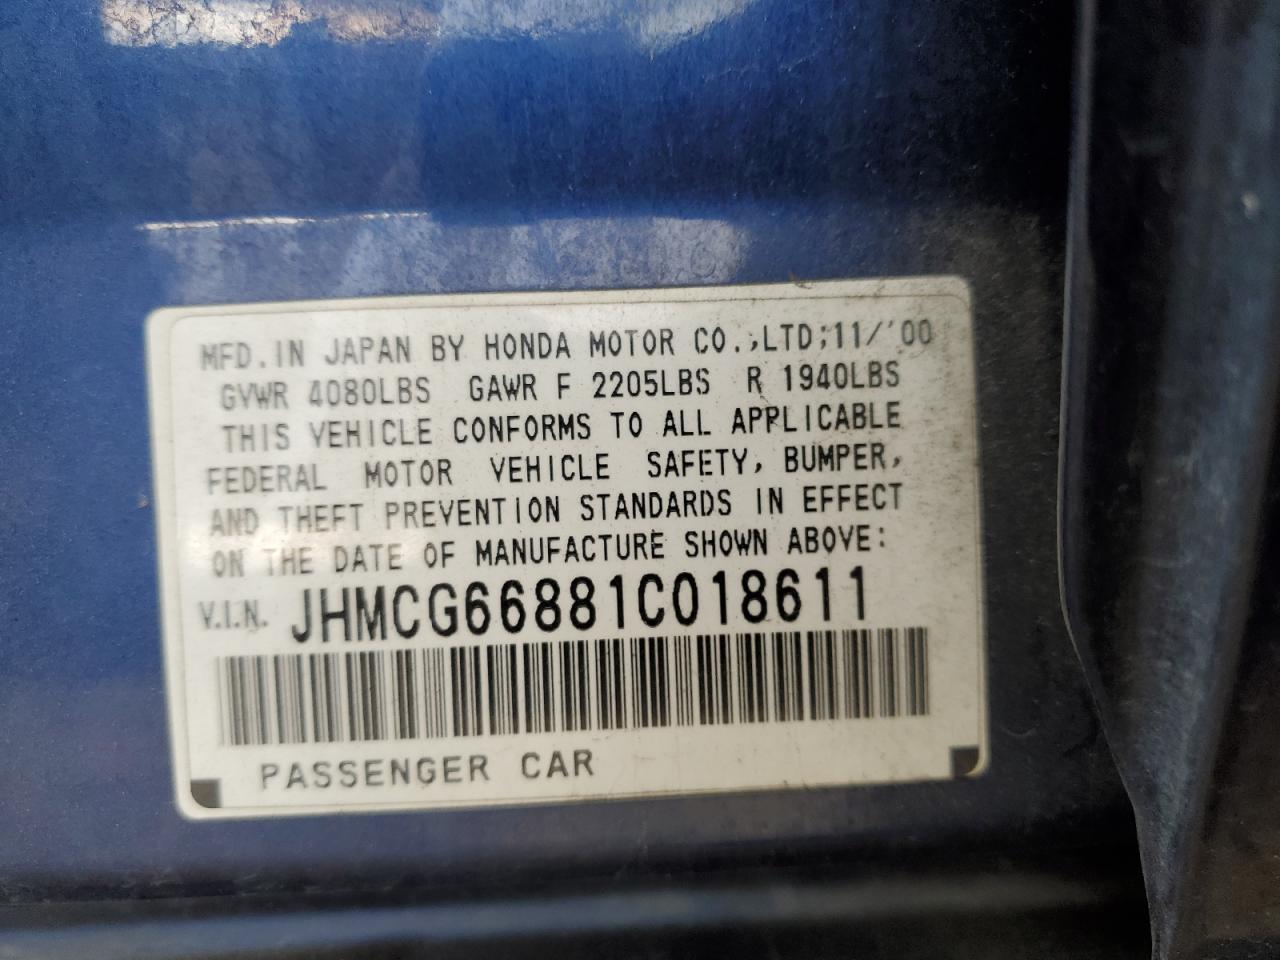 MFD. IN JAPAN BY HONDA MOTOR CO.,LTD;11/'00
GVWR 4080LBS GAWR F 2205LBS R 1940LBS
THIS VEHICLE CONFORMS TO ALL APPLICABLE
FEDERAL MOTOR VEHICLE SAFETY, BUMPER,
AND THEFT PREVENTION STANDARDS IN EFFECT
ON THE DATE OF MANUFACTURE SHOWN ABOVE:
V.I.N. JHMCG66881C018611
PASSENGER CAR